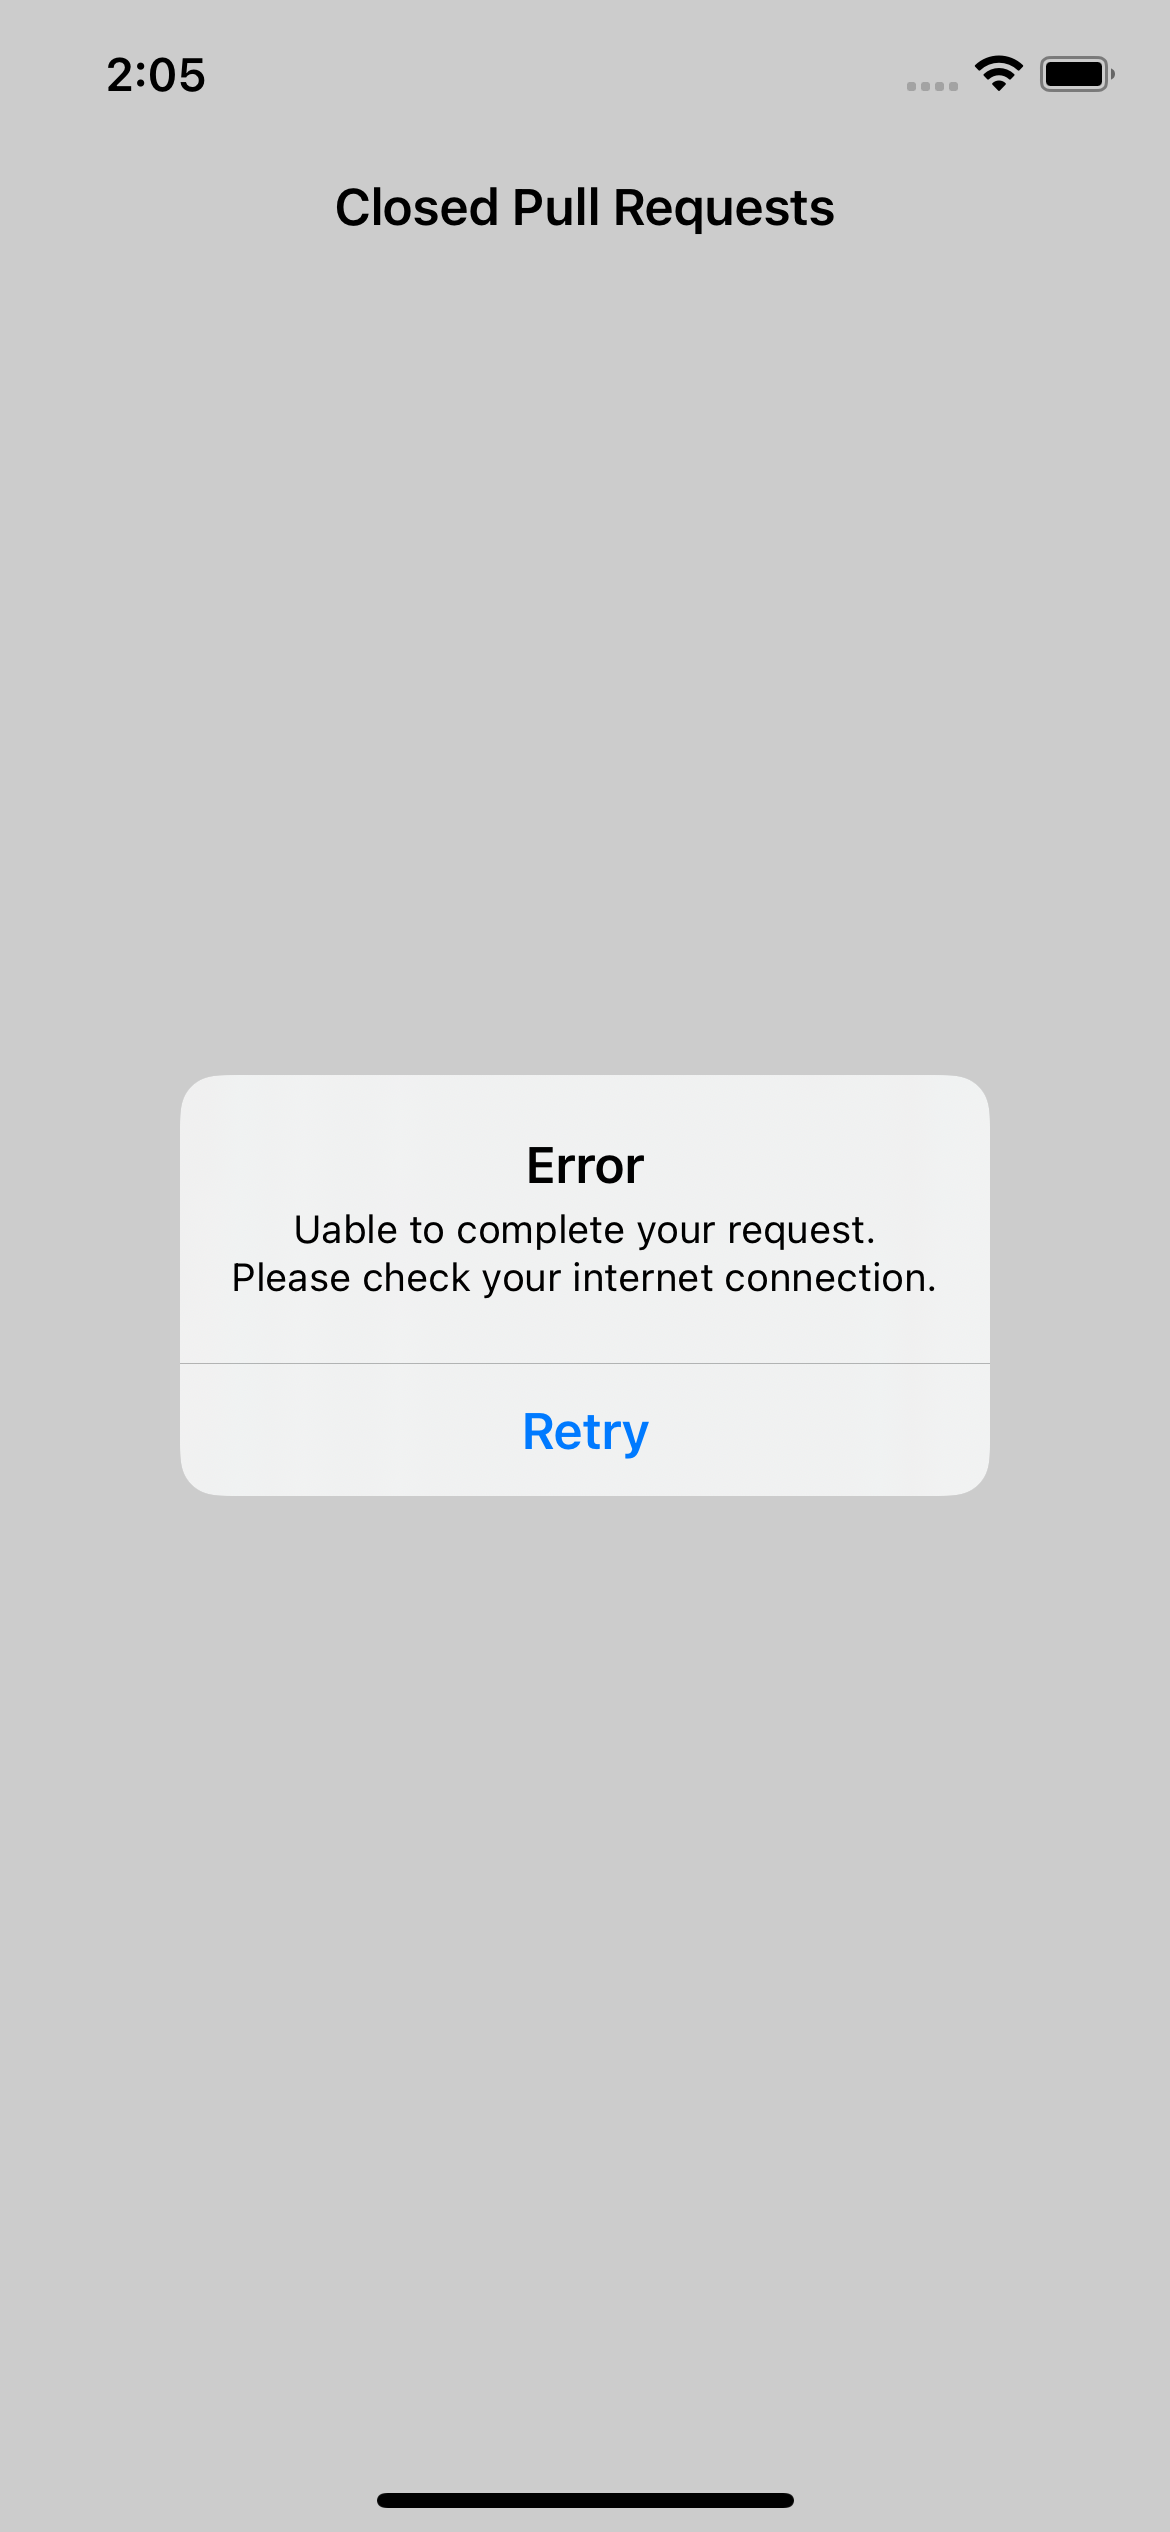 2:05
Closed Pull Requests
Error
Uable to complete your request.
Please check your internet connection.
Retry